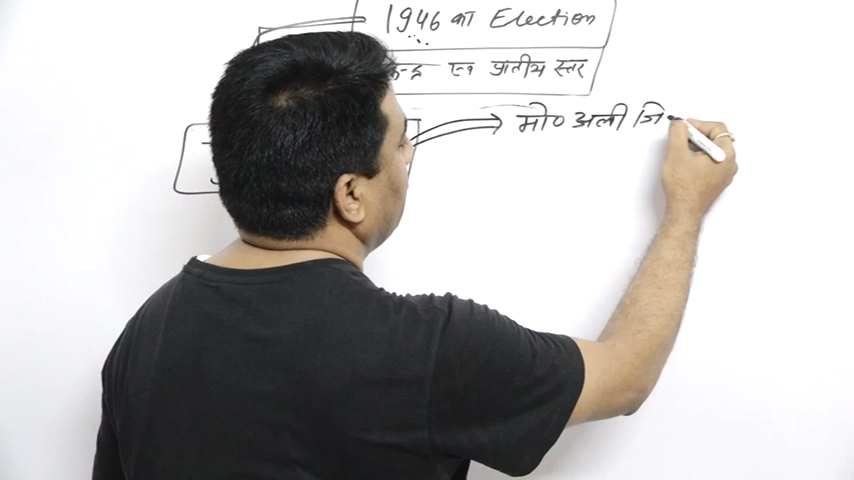 1946 का Election
एवं प्रांतीय स्तर
मो० अली जि